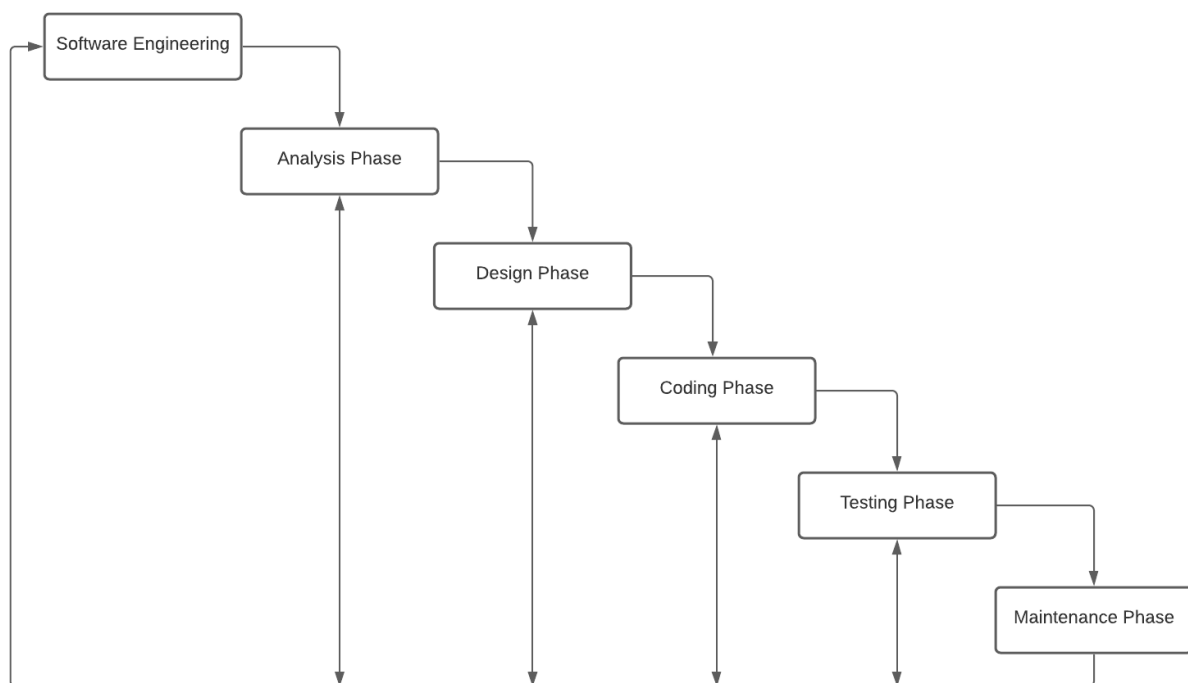 Software Engineering
Analysis Phase
Design Phase
Coding Phase
Testing Phase
Maintenance Phase